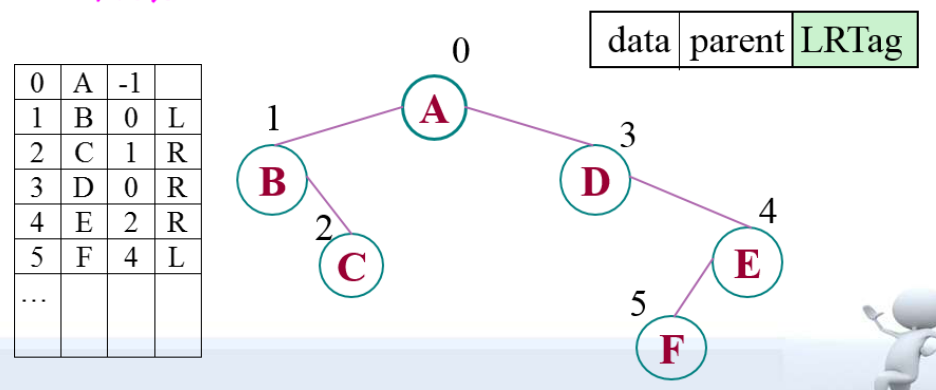 data parent LRTag
0 A -1
1 B 0 L
2 C 1 R
3 D 0 R
4 E 2 R
5 F 4 L
…
0
A
1
B
3
D
2
C
4
E
5
F